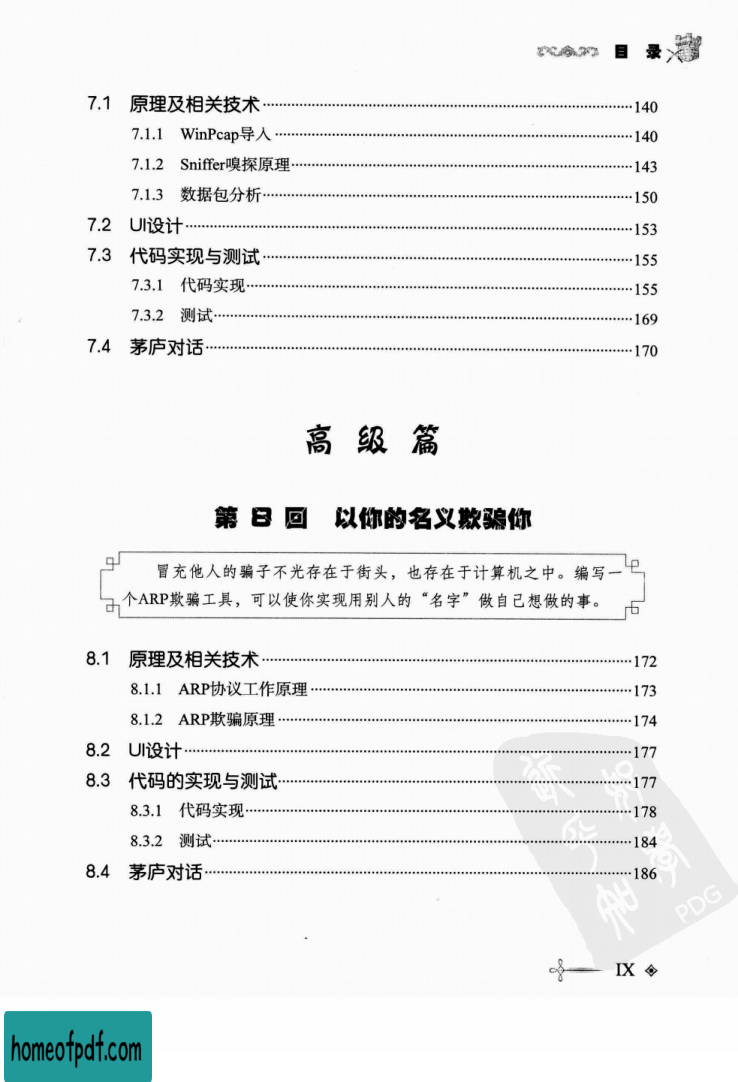 目 录
7.1 原理及相关技术……140
7.1.1 WinPcap导入……140
7.1.2 Sniffer嗅探原理……143
7.1.3 数据包分析……150
7.2 UI设计……153
7.3 代码实现与测试……155
7.3.1 代码实现……155
7.3.2 测试……169
7.4 茅庐对话……170
高 级 篇
第 8 回 以你的名义欺骗你
冒充他人的骗子不光存在于街头，也存在于计算机之中。编写一
个ARP欺骗工具，可以使你实现用别人的“名字”做自己想做的事。
8.1 原理及相关技术……172
8.1.1 ARP协议工作原理……173
8.1.2 ARP欺骗原理……174
8.2 UI设计……177
8.3 代码的实现与测试……177
8.3.1 代码实现……178
8.3.2 测试……184
8.4 茅庐对话……186
PDG
IX
homeofpdf.com